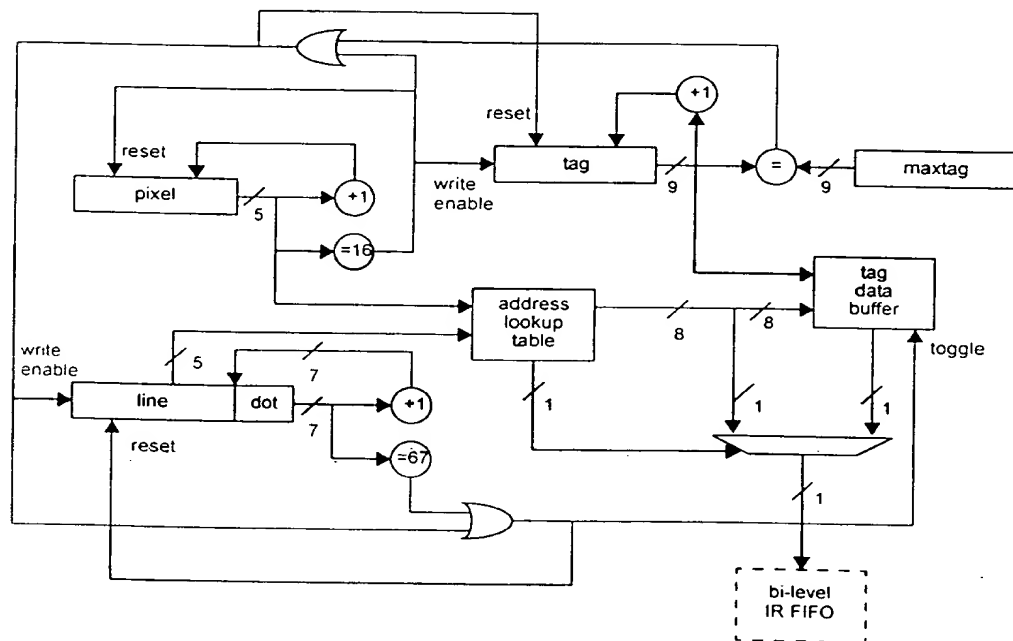 +1
reset
reset
tag
=
maxtag
write
enable
9
9
pixel
5
+1
=16
address
lookup
table
tag
data
buffer
8
8
write
enable
5
7
toggle
line
dot
7
+1
1
1
1
reset
=67
1
bi-level
IR FIFO